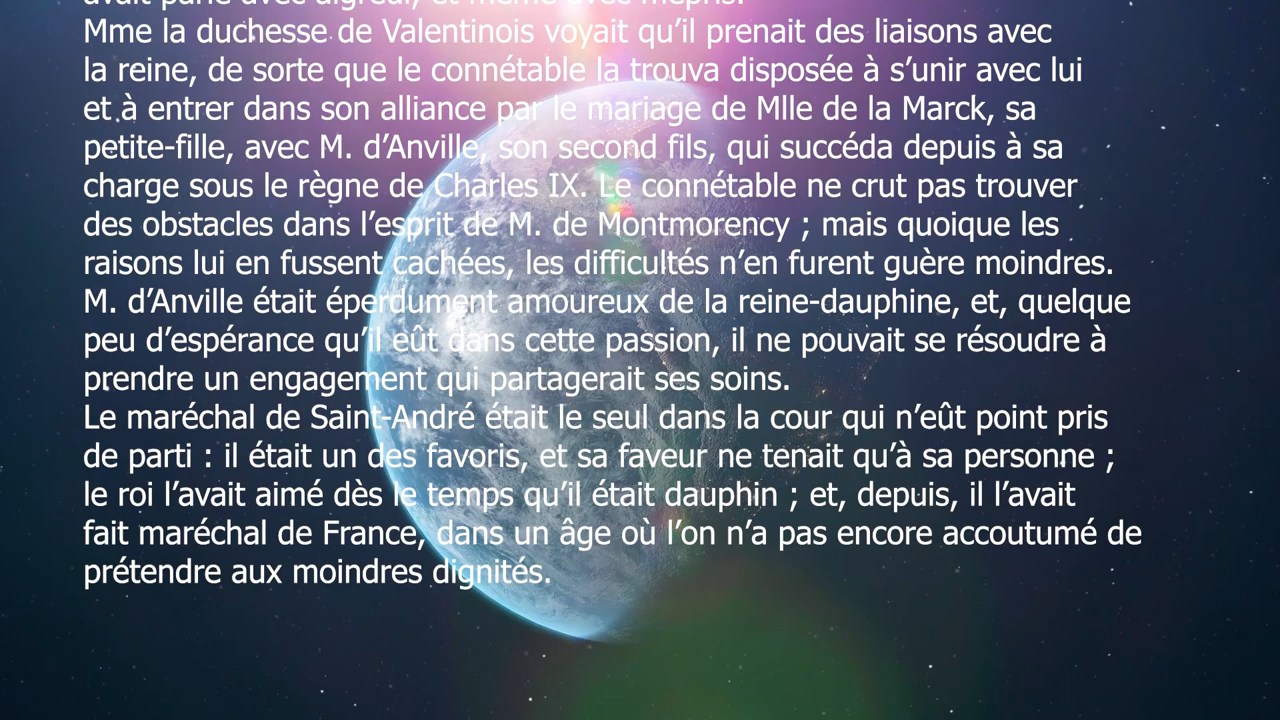 avait parlé avec aigreur, et même avec mépris.
Mme la duchesse de Valentinois voyait qu’il prenait des liaisons avec
la reine, de sorte que le connétable la trouva disposée à s’unir avec lui
et à entrer dans son alliance par le mariage de Mlle de la Marck, sa
petite-fille, avec M. d’Anville, son second fils, qui succéda depuis à sa
charge sous le règne de Charles IX. Le connétable ne crut pas trouver
des obstacles dans l’esprit de M. de Montmorency ; mais quoique les
raisons lui en fussent cachées, les difficultés n’en furent guère moindres.
M. d’Anville était éperdument amoureux de la reine-dauphine, et, quelque
peu d’espérance qu’il eût dans cette passion, il ne pouvait se résoudre à
prendre un engagement qui partagerait ses soins.
Le maréchal de Saint-André était le seul dans la cour qui n’eût point pris
de parti : il était un des favoris, et sa faveur ne tenait qu’à sa personne ;
le roi l’avait aimé dès le temps qu’il était dauphin ; et, depuis, il l’avait
fait maréchal de France, dans un âge où l’on n’a pas encore accoutumé de
prétendre aux moindres dignités.